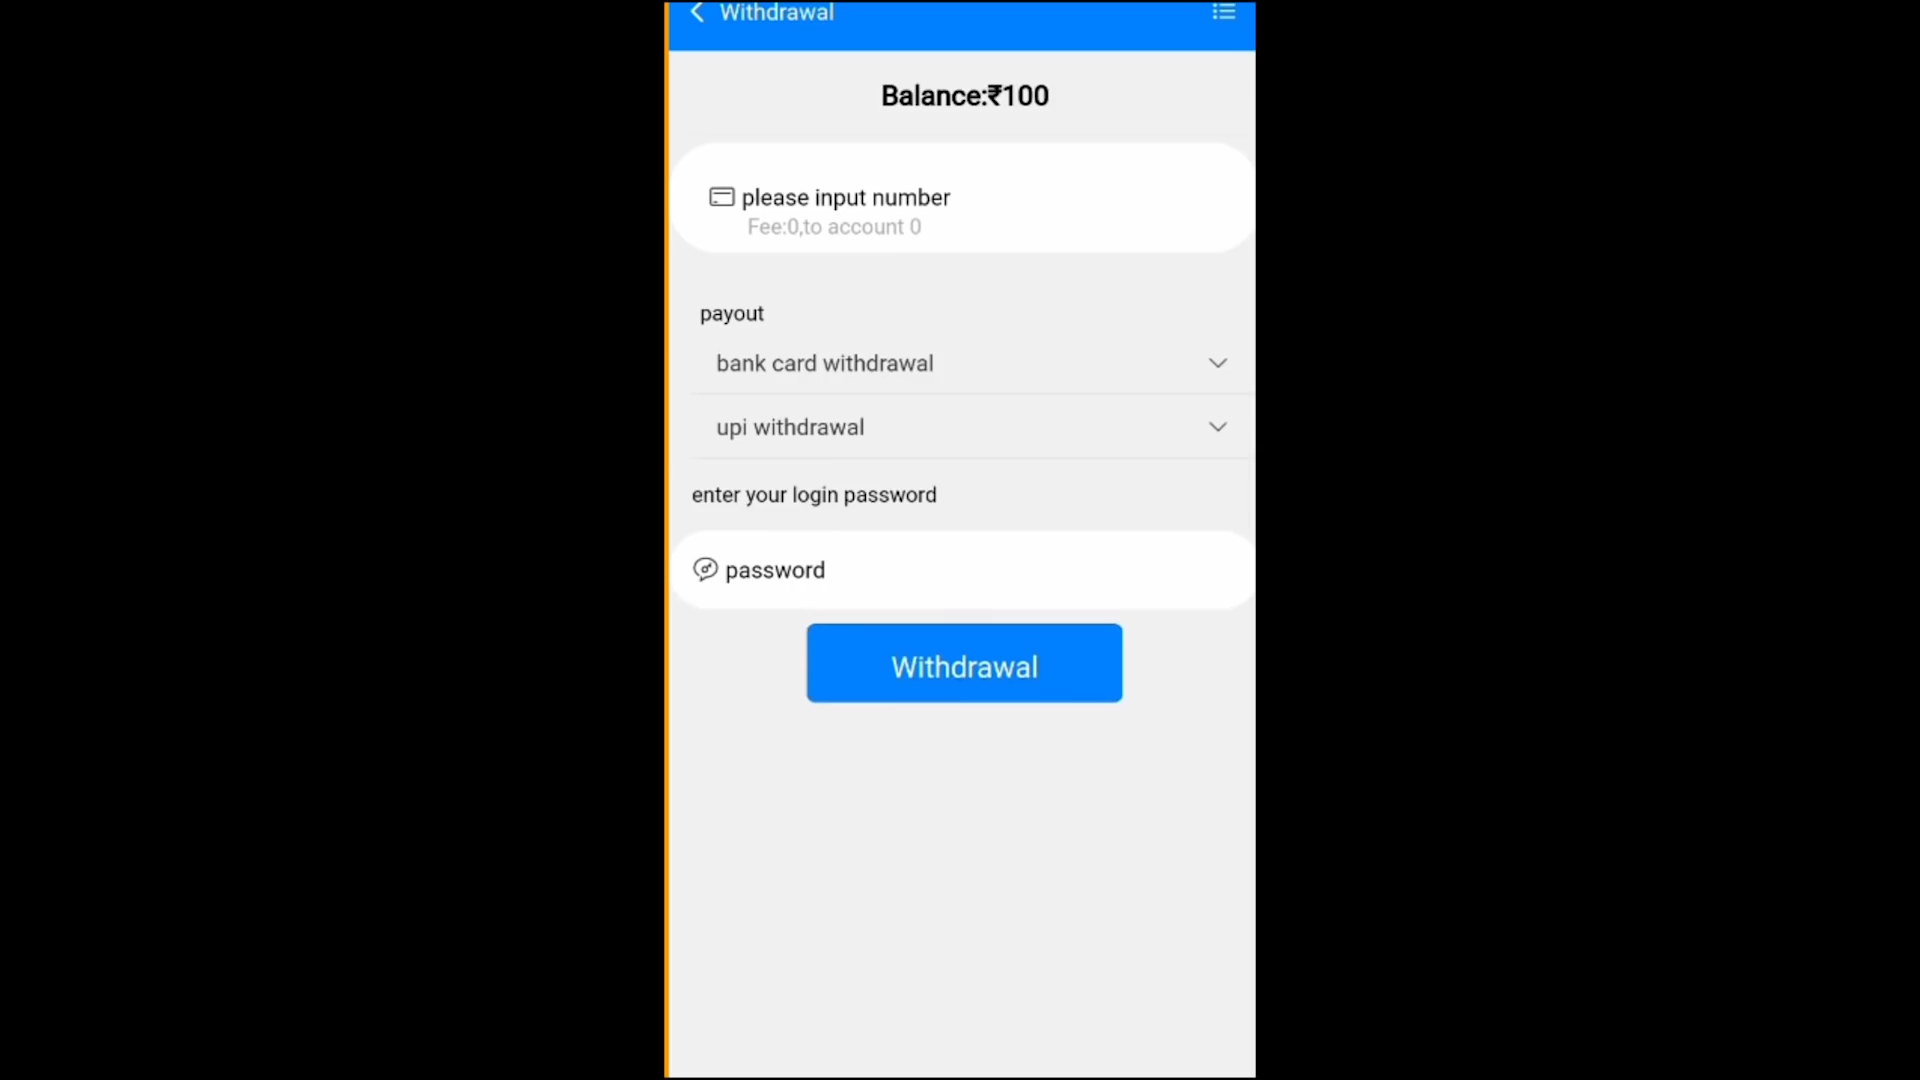 Withdrawal
Balance:₹100
please input number
Fee:0,to account 0
payout
bank card withdrawal
upi withdrawal
enter your login password
password
Withdrawal